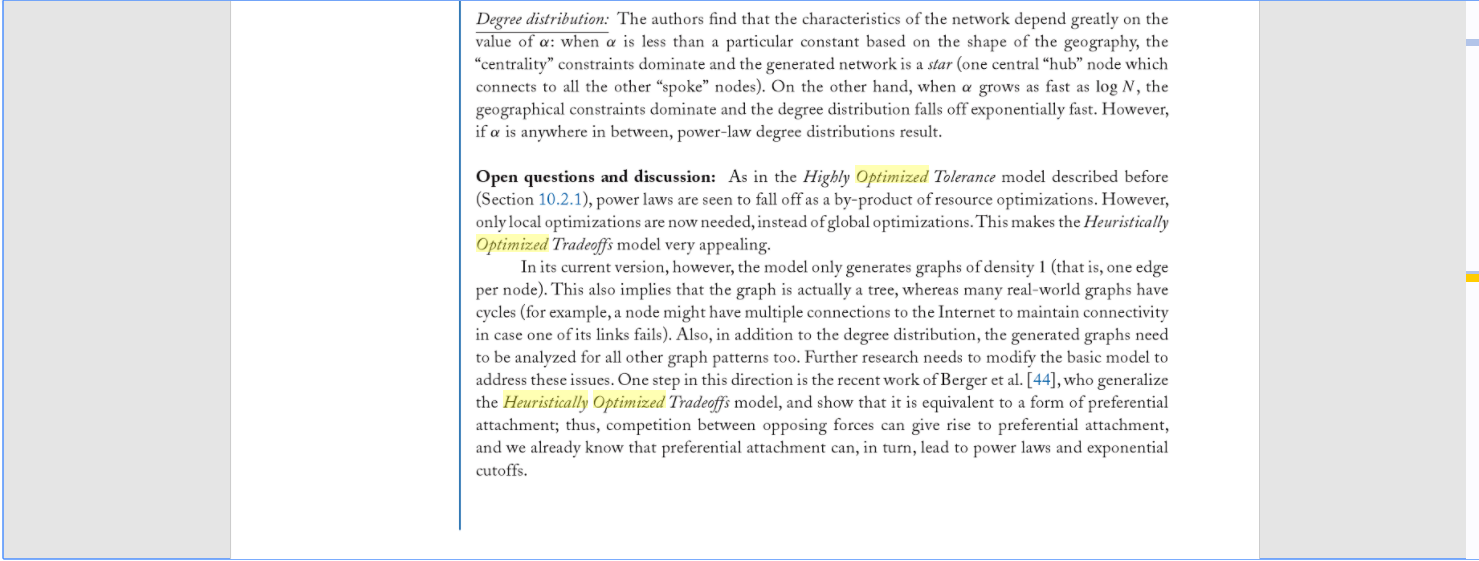 Degree distribution: The authors find that the characteristics of the network depend greatly on the
value of α: when α is less than a particular constant based on the shape of the geography, the
“centrality” constraints dominate and the generated network is a star (one central “hub” node which
connects to all the other “spoke” nodes). On the other hand, when α grows as fast as log N, the
geographical constraints dominate and the degree distribution falls off exponentially fast. However,
if α is anywhere in between, power-law degree distributions result.
Open questions and discussion: As in the Highly Optimized Tolerance model described before
(Section 10.2.1), power laws are seen to fall off as a by-product of resource optimizations. However,
only local optimizations are now needed, instead of global optimizations. This makes the Heuristically
Optimized Tradeoffs model very appealing.
In its current version, however, the model only generates graphs of density 1 (that is, one edge
per node). This also implies that the graph is actually a tree, whereas many real-world graphs have
cycles (for example, a node might have multiple connections to the Internet to maintain connectivity
in case one of its links fails). Also, in addition to the degree distribution, the generated graphs need
to be analyzed for all other graph patterns too. Further research needs to modify the basic model to
address these issues. One step in this direction is the recent work of Berger et al. [44], who generalize
the Heuristically Optimized Tradeoffs model, and show that it is equivalent to a form of preferential
attachment; thus, competition between opposing forces can give rise to preferential attachment,
and we already know that preferential attachment can, in turn, lead to power laws and exponential
cutoffs.